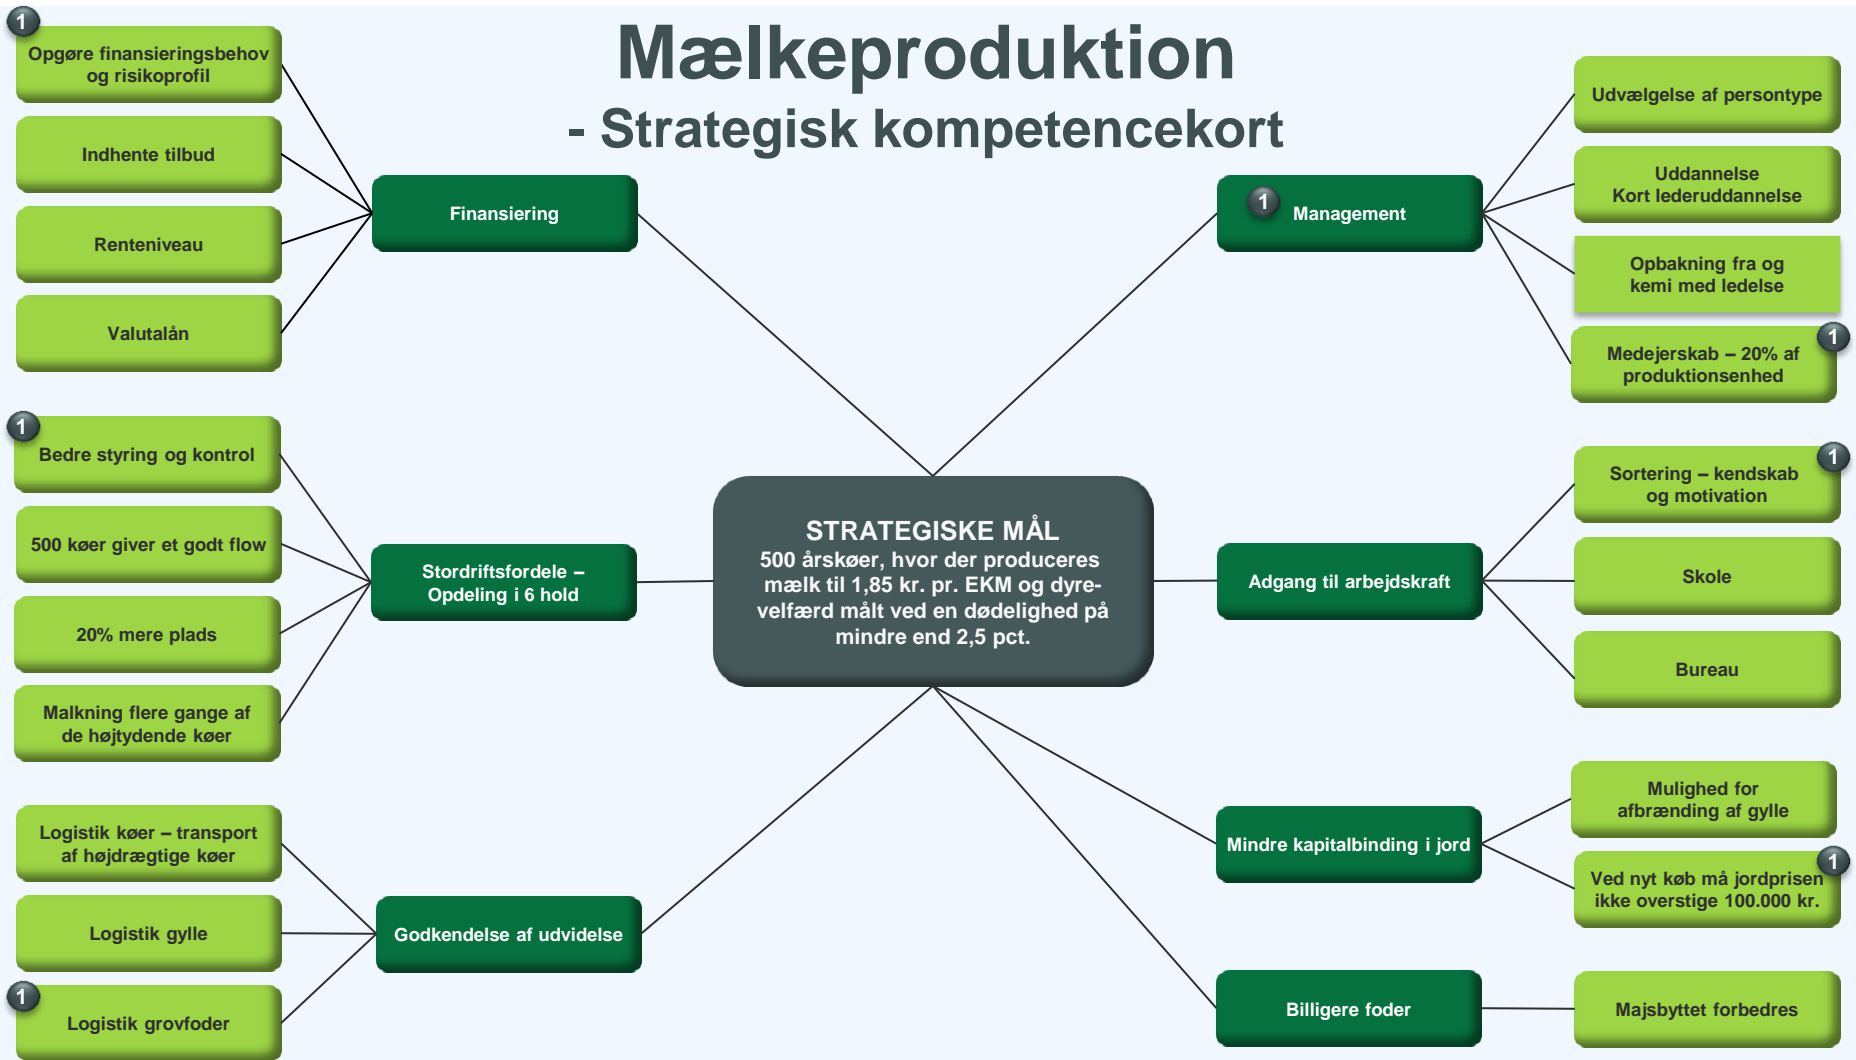 Mælkeproduktion
- Strategisk kompetencekort
1
Opgøre finansieringsbehov
og risikoprofil
Indhente tilbud
Renteniveau
Valutalån
Finansiering
1
Management
Udvælgelse af persontype
Uddannelse
Kort lederuddannelse
Opbakning fra og
kemi med ledelse
1
Medejerskab – 20% af
produktionsenhed
1
Bedre styring og kontrol
500 køer giver et godt flow
20% mere plads
Malkning flere gange af
de højtydende køer
Stordriftsfordele –
Opdeling i 6 hold
STRATEGISKE MÅL
500 årskøer, hvor der produceres
mælk til 1,85 kr. pr. EKM og dyre-
velfærd målt ved en dødelighed på
mindre end 2,5 pct.
Adgang til arbejdskraft
1
Sortering – kendskab
og motivation
Skole
Bureau
Logistik køer – transport
af højdrægtige køer
Logistik gylle
1
Logistik grovfoder
Godkendelse af udvidelse
Mindre kapitalbinding i jord
Mulighed for
afbrænding af gylle
1
Ved nyt køb må jordprisen
ikke overstige 100.000 kr.
Billigere foder
Majsbyttet forbedres